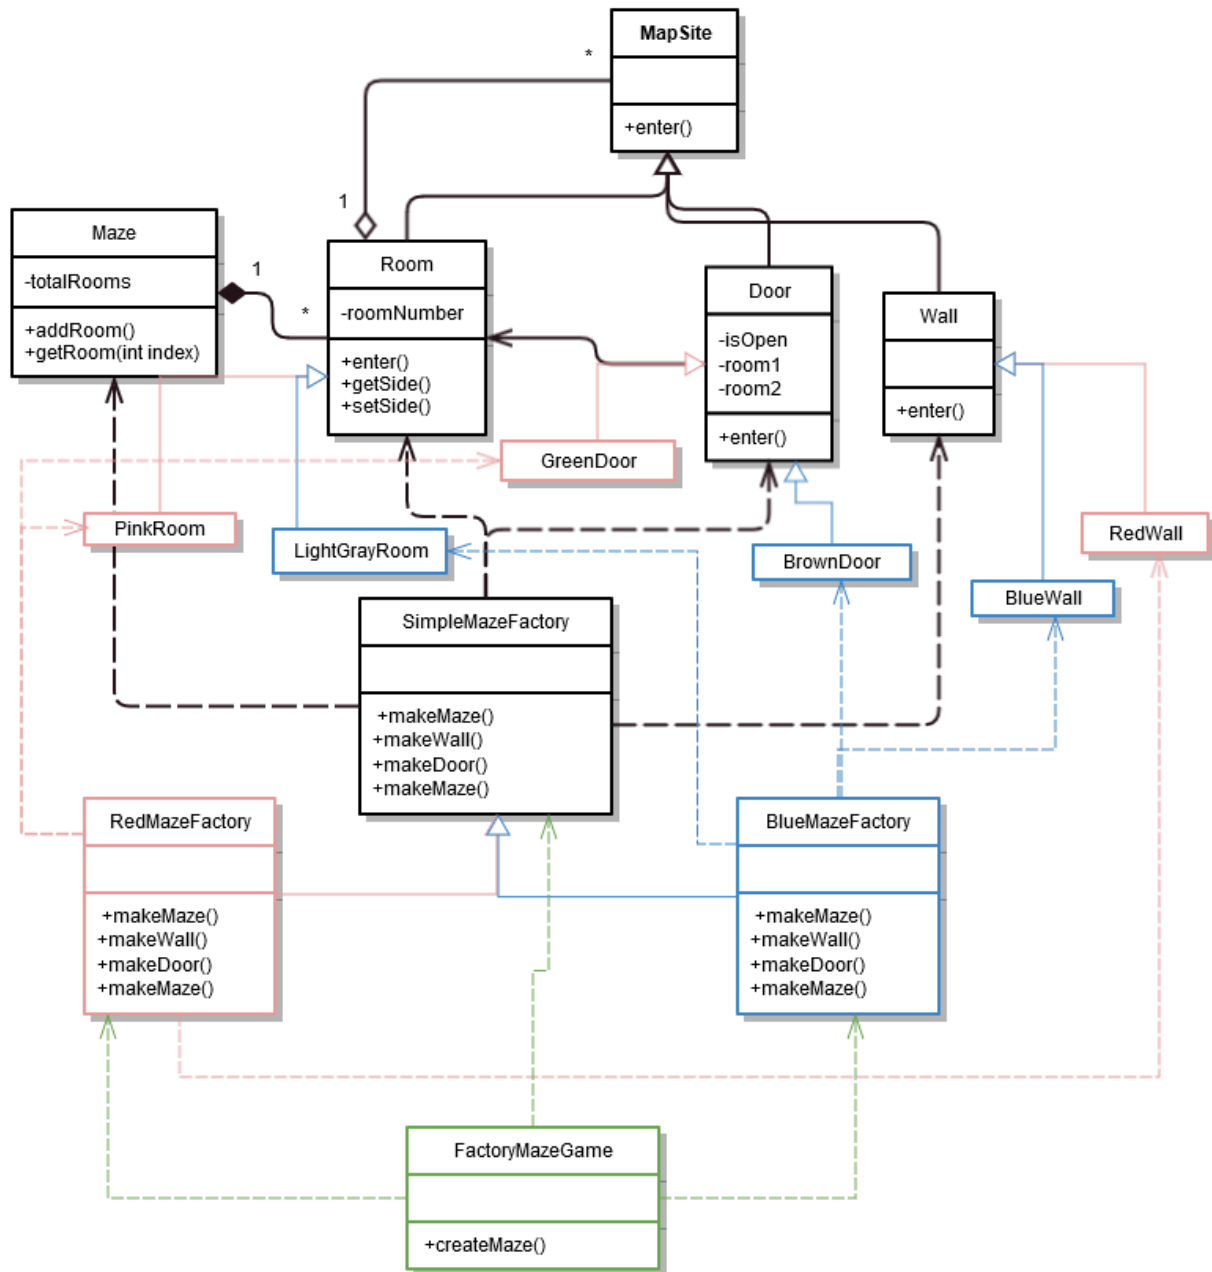 MapSite
+enter()
*
1
Maze
-totalRooms
+addRoom()
+getRoom(int index)
1
*
Room
-roomNumber
+enter()
+getSide()
+setSide()
Door
-isOpen
-room1
-room2
+enter()
Wall
+enter()
GreenDoor
PinkRoom
LightGrayRoom
BrownDoor
RedWall
BlueWall
SimpleMazeFactory
+makeMaze()
+makeWall()
+makeDoor()
+makeMaze()
RedMazeFactory
+makeMaze()
+makeWall()
+makeDoor()
+makeMaze()
BlueMazeFactory
+makeMaze()
+makeWall()
+makeDoor()
+makeMaze()
FactoryMazeGame
+createMaze()